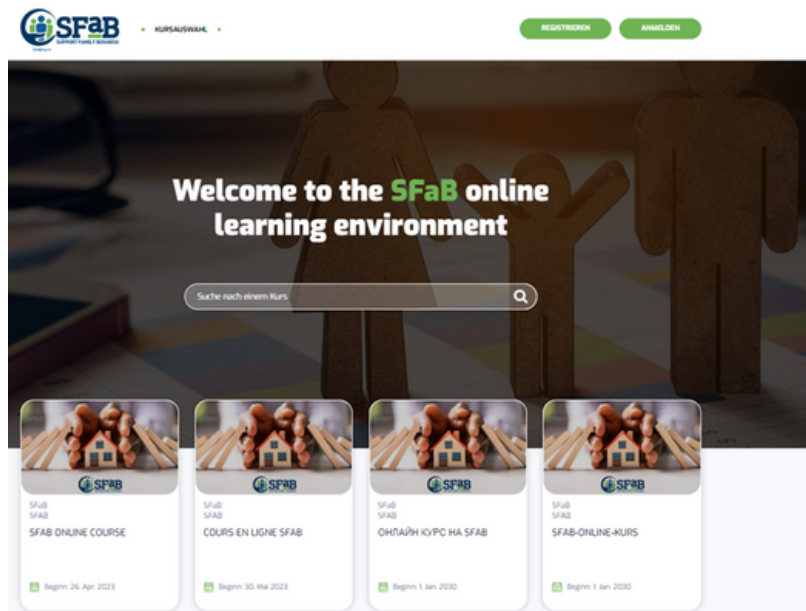 SFaB
SUPPORT FAMILY BUSINESS
KURSAUSWAHL
REGISTRIEREN
ANMELDEN
Welcome to the SFaB online
learning environment
Suche nach einem Kurs
SFaB
SFaB
SFAB
SFAB ONLINE COURSE
Beginn: 26. Apr. 2023
SFaB
SFaB
SFAB
COURS EN LIGNE SFAB
Beginn: 30. Mai 2023
SFaB
SFaB
SFAB
ОНЛАЙН КУРС НА SFAB
Beginn: 1. Jan. 2030
SFaB
SFaB
SFAB
SFAB-ONLINE-KURS
Beginn: 1. Jan. 2030